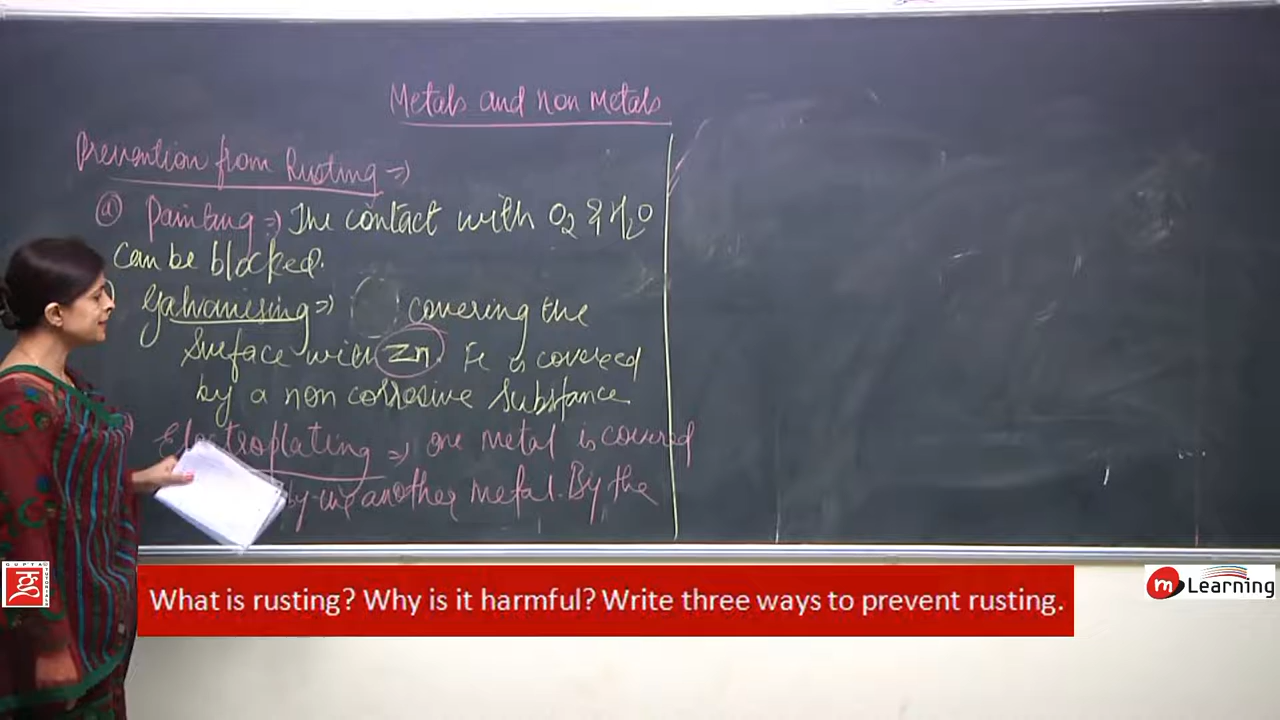 Metals and non Metals
Prevention from Rusting ⇒
(a) Painting ⇒ The contact with O2 & H2O
can be blocked.
Galvanising ⇒ covering the
Surface with Zn. Fe is covered
by a non corrosive substance
Electroplating ⇒ one metal is covered
another metal. By the
What is rusting? Why is it harmful? Write three ways to prevent rusting.
GUPTA TUTORIALS
m Learning